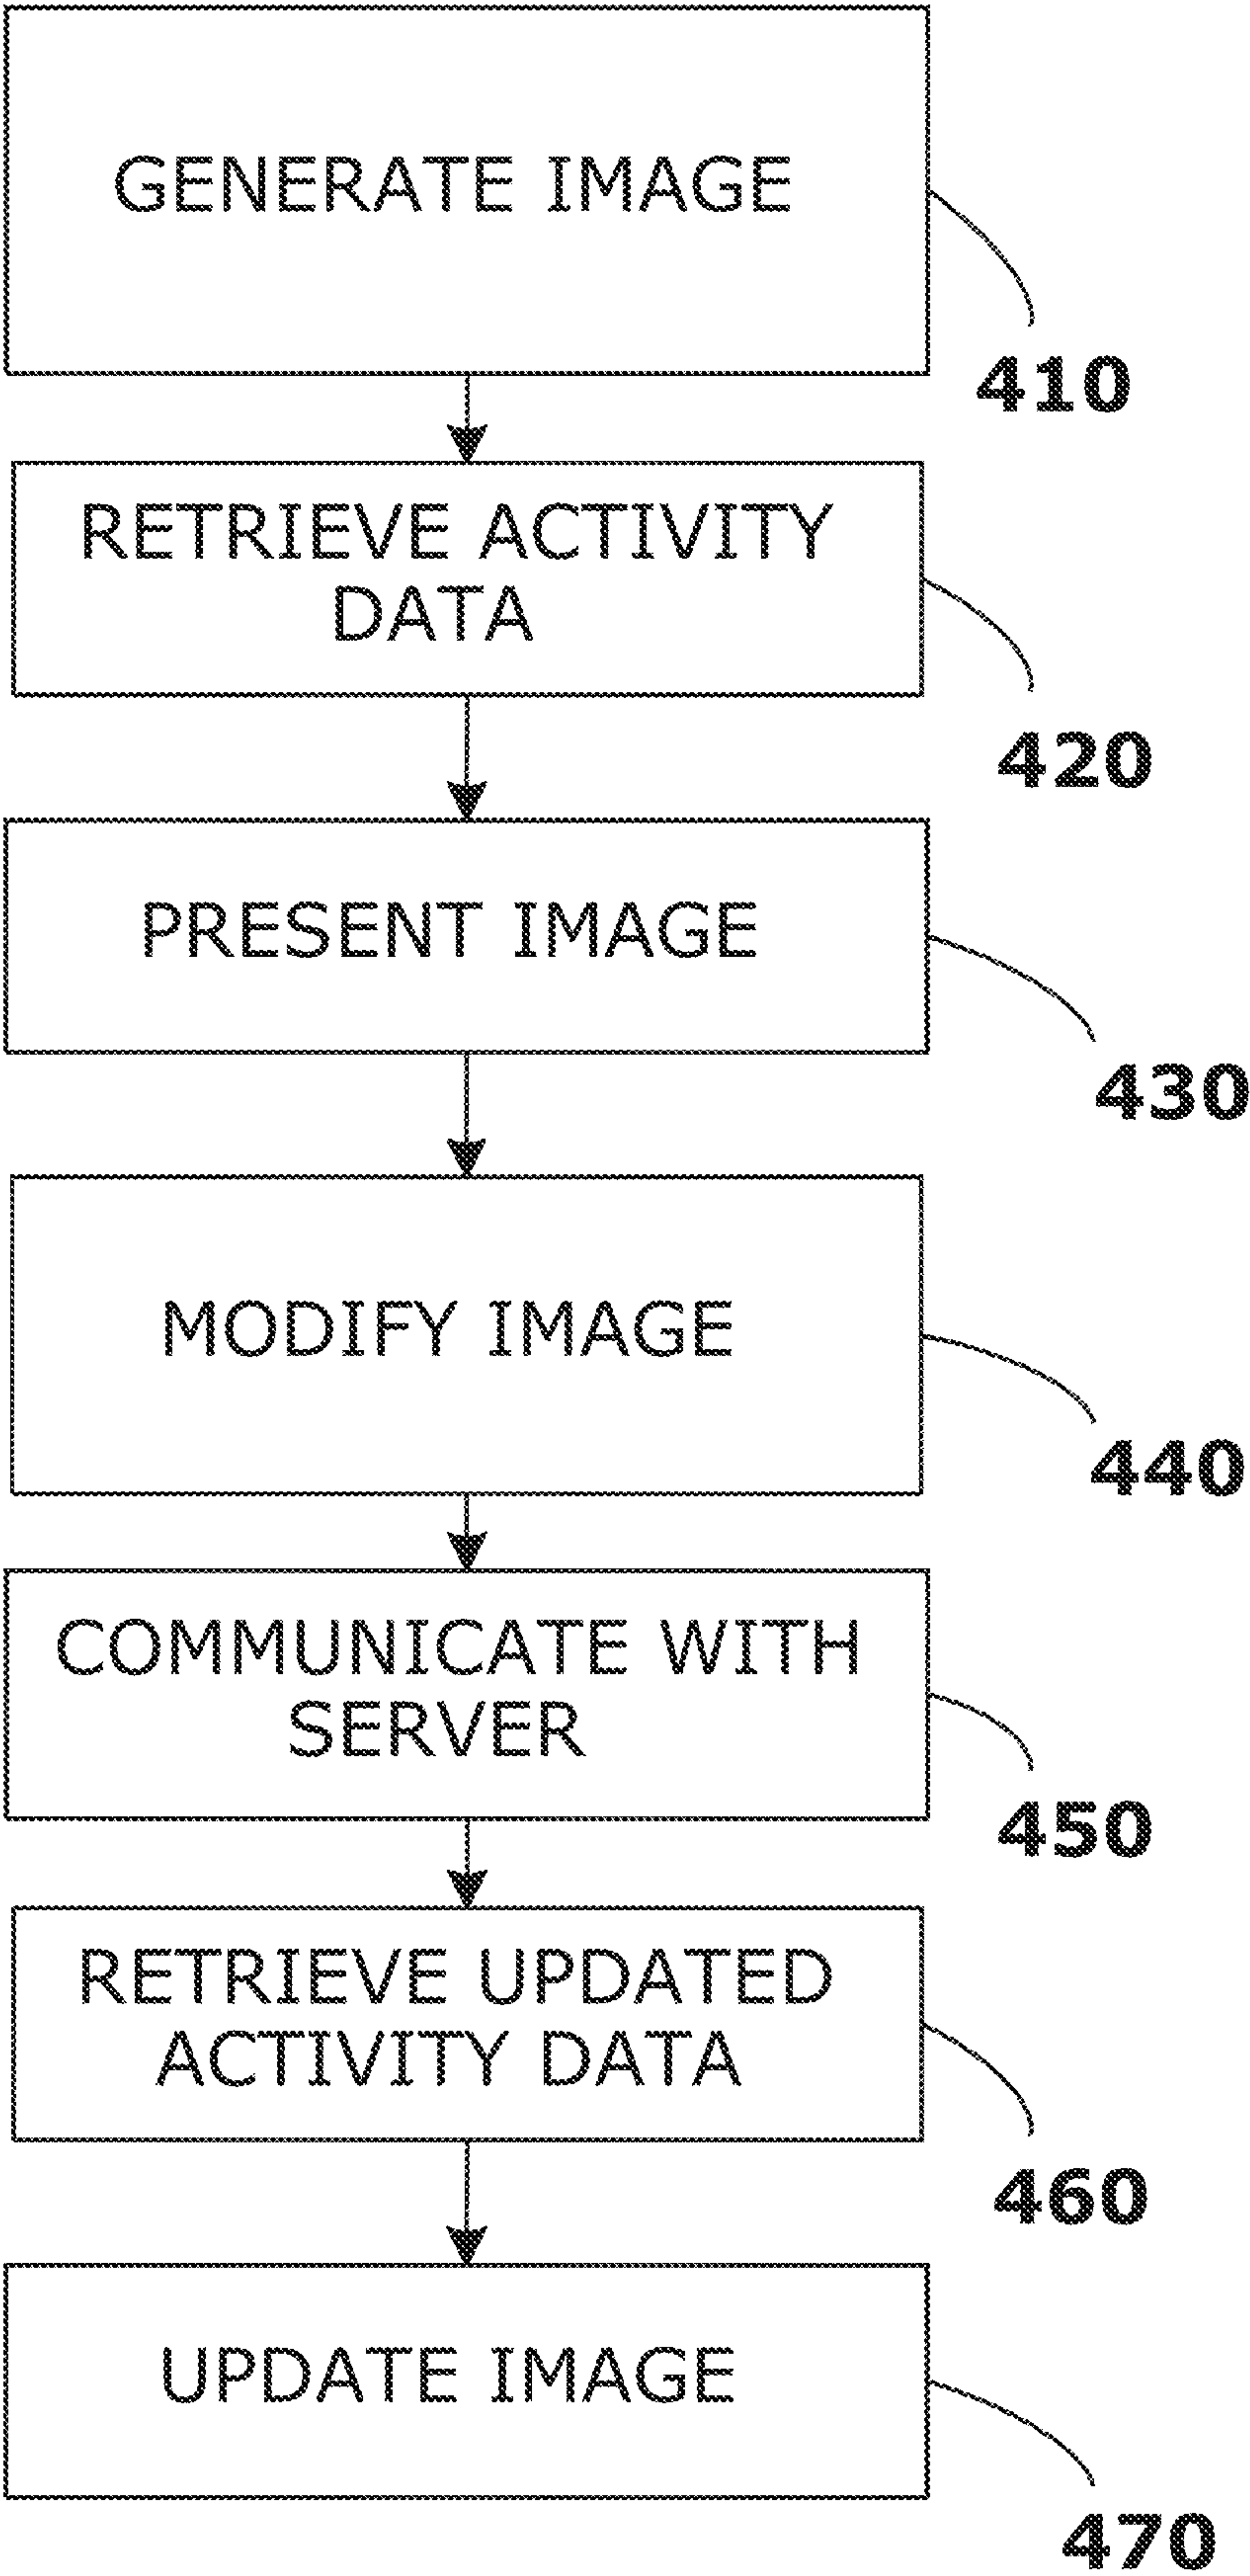 GENERATE IMAGE
410
RETRIEVE ACTIVITY
DATA
420
PRESENT IMAGE
430
MODIFY IMAGE
440
COMMUNICATE WITH
SERVER
450
RETRIEVE UPDATED
ACTIVITY DATA
460
UPDATE IMAGE
470